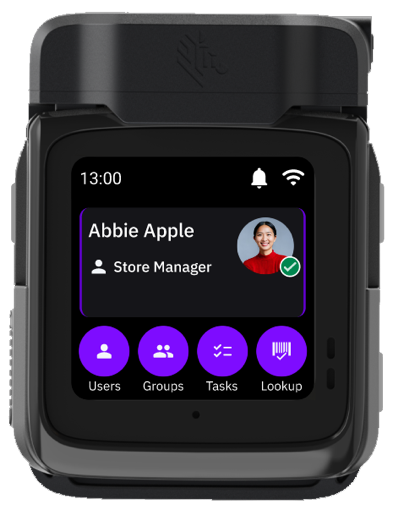 13:00
Abbie Apple
Store Manager
Users Groups Tasks Lookup